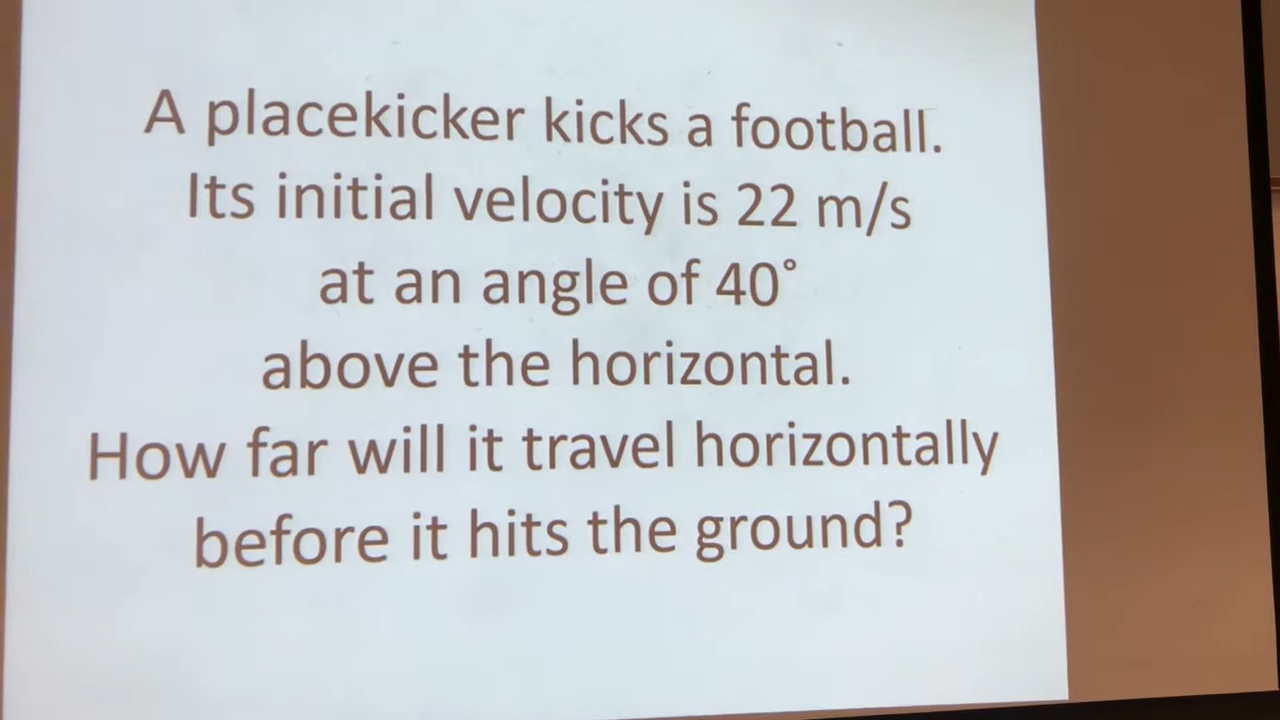 A placekicker kicks a football.
Its initial velocity is 22 m/s
at an angle of 40°
above the horizontal.
How far will it travel horizontally
before it hits the ground?